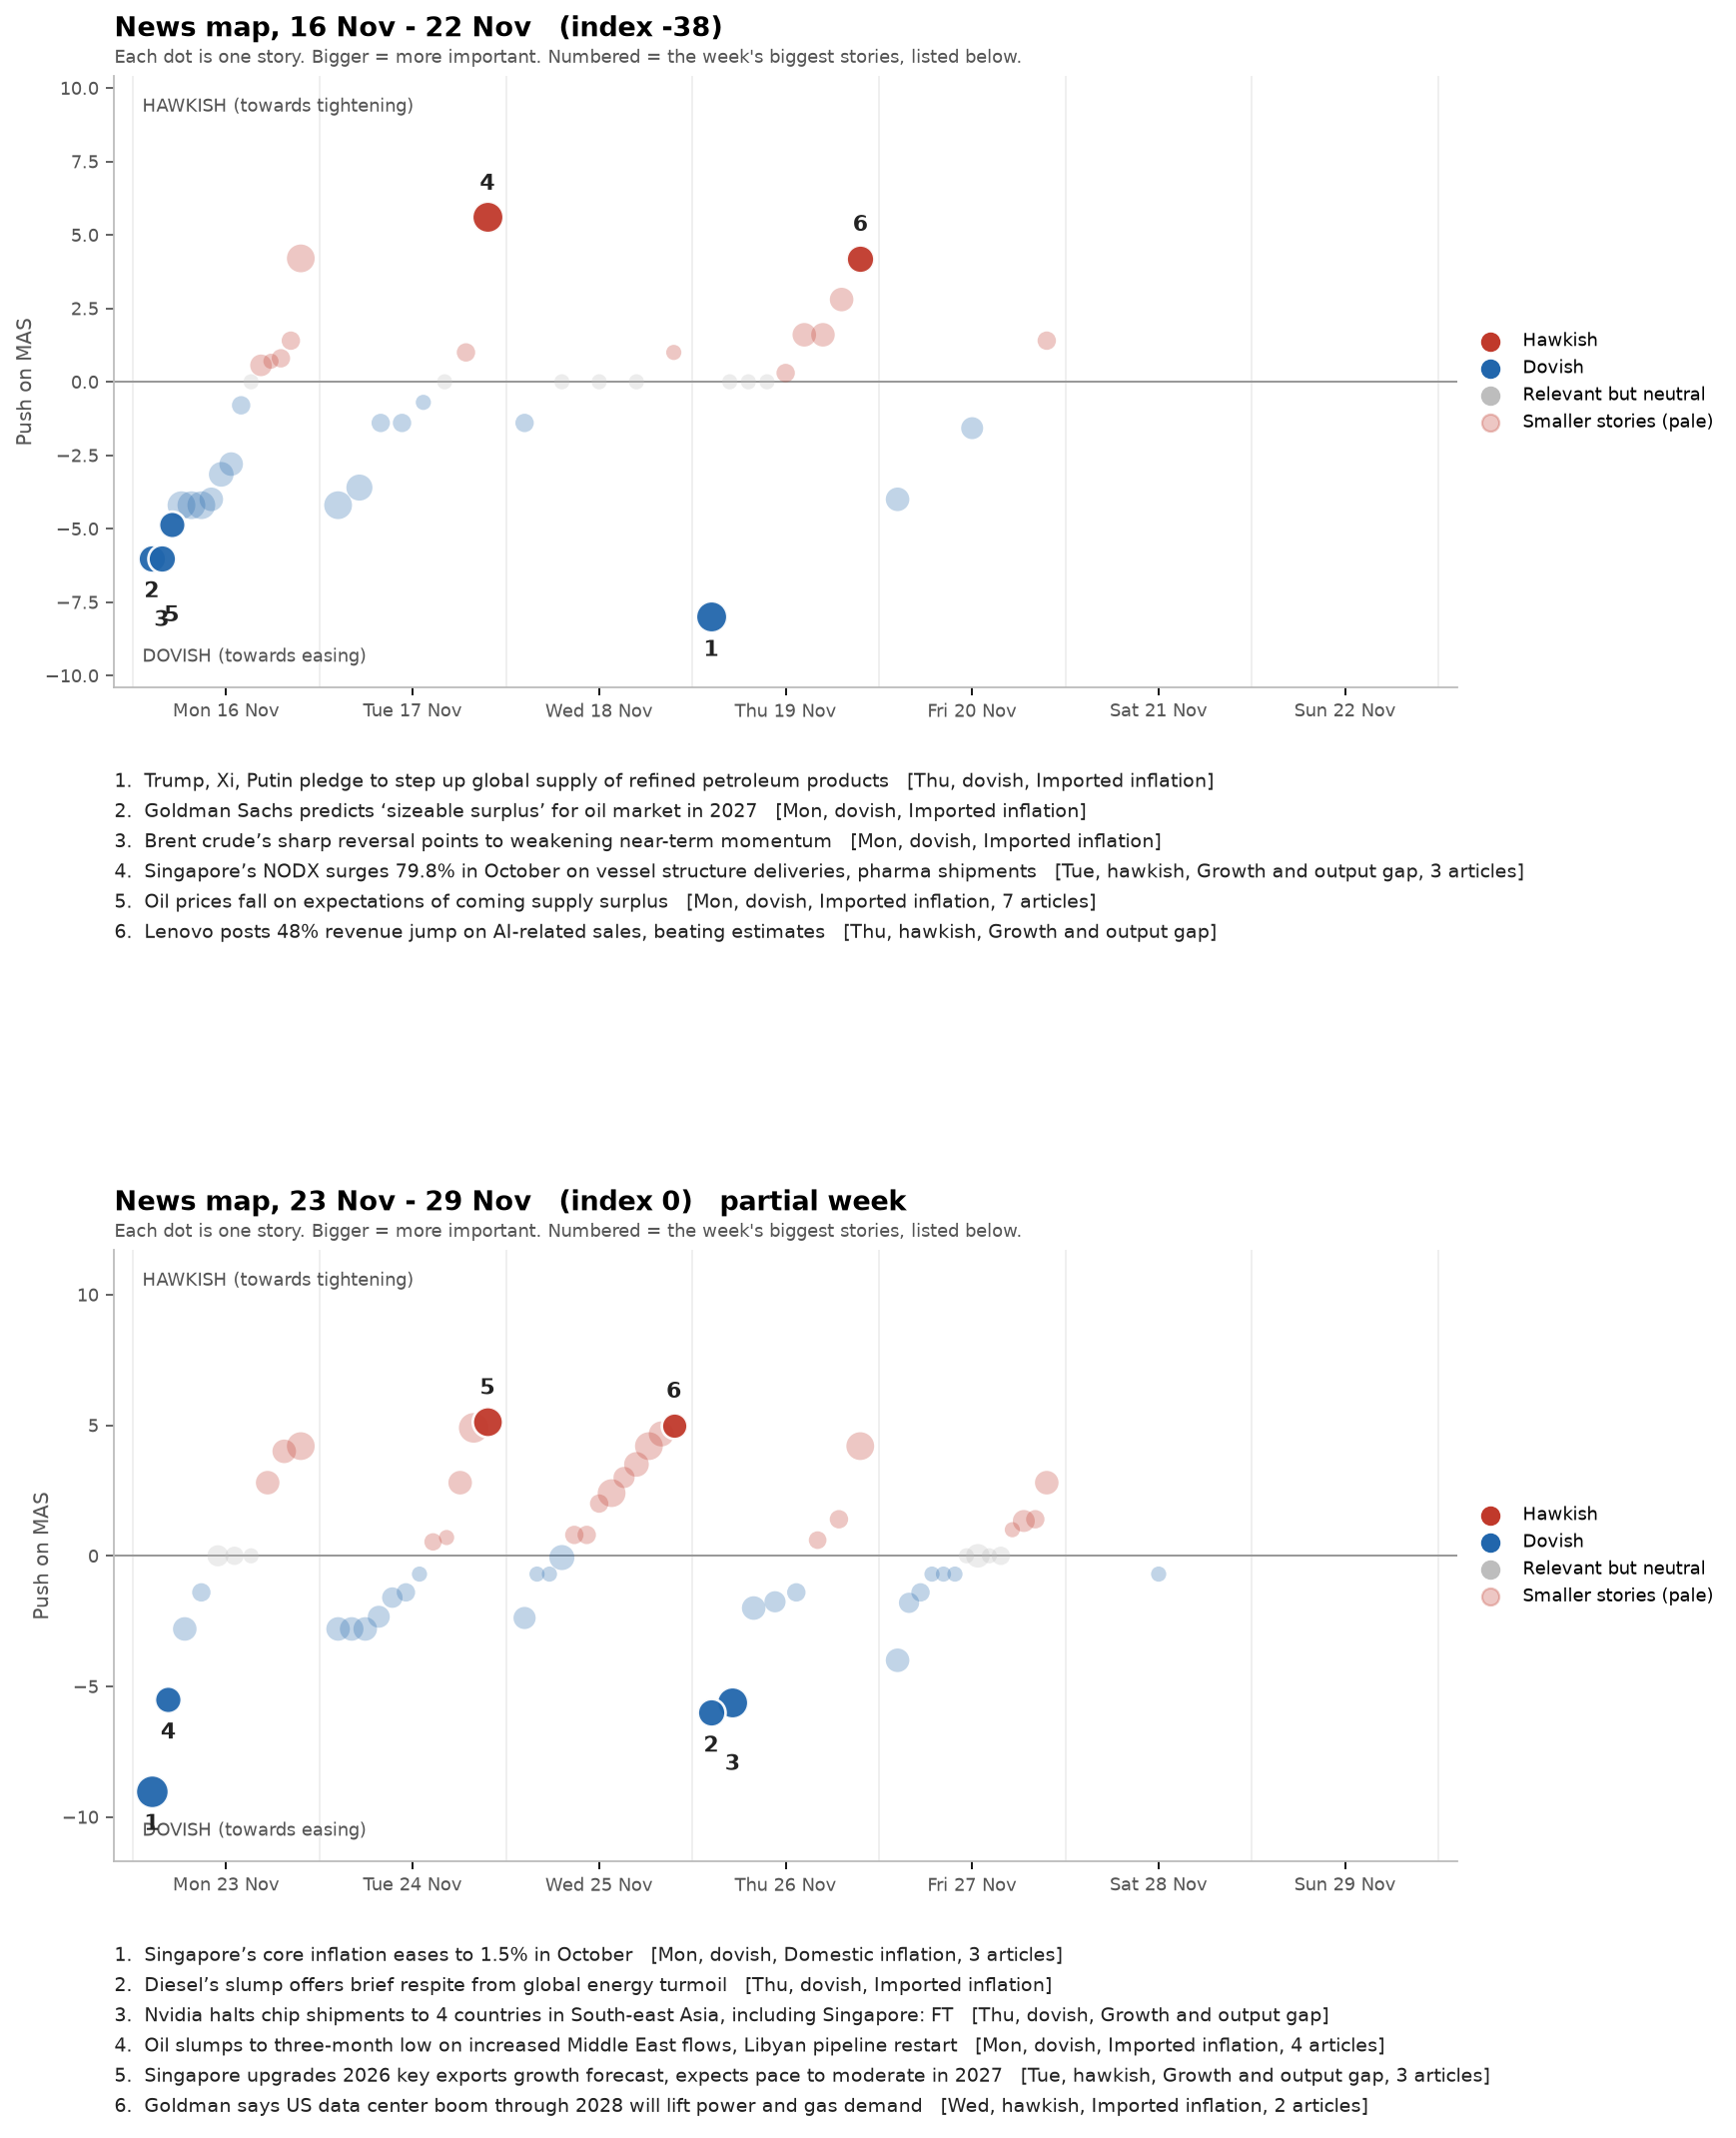 News map, 16 Nov - 22 Nov   (index -38)
Each dot is one story. Bigger = more important. Numbered = the week's biggest stories, listed below.
10.0
HAWKISH (towards tightening)
7.5
4
6
5.0
2.5
Hawkish
0.0
Dovish
Push on MAS
Relevant but neutral
Smaller stories (pale)
−2.5
−5.0
2
−7.5
3
5
1
DOVISH (towards easing)
−10.0
Mon 16 Nov
Tue 17 Nov
Wed 18 Nov
Thu 19 Nov
Fri 20 Nov
Sat 21 Nov
Sun 22 Nov
1.  Trump, Xi, Putin pledge to step up global supply of refined petroleum products   [Thu, dovish, Imported inflation]
2.  Goldman Sachs predicts ‘sizeable surplus’ for oil market in 2027   [Mon, dovish, Imported inflation]
3.  Brent crude’s sharp reversal points to weakening near-term momentum   [Mon, dovish, Imported inflation]
4.  Singapore’s NODX surges 79.8% in October on vessel structure deliveries, pharma shipments   [Tue, hawkish, Growth and output gap, 3 articles]
5.  Oil prices fall on expectations of coming supply surplus   [Mon, dovish, Imported inflation, 7 articles]
6.  Lenovo posts 48% revenue jump on AI-related sales, beating estimates   [Thu, hawkish, Growth and output gap]
News map, 23 Nov - 29 Nov   (index 0)   partial week
Each dot is one story. Bigger = more important. Numbered = the week's biggest stories, listed below.
HAWKISH (towards tightening)
10
5
6
5
Hawkish
Dovish
0
Push on MAS
Relevant but neutral
Smaller stories (pale)
−5
4
2
3
−10
1
DOVISH (towards easing)
Mon 23 Nov
Tue 24 Nov
Wed 25 Nov
Thu 26 Nov
Fri 27 Nov
Sat 28 Nov
Sun 29 Nov
1.  Singapore’s core inflation eases to 1.5% in October   [Mon, dovish, Domestic inflation, 3 articles]
2.  Diesel’s slump offers brief respite from global energy turmoil   [Thu, dovish, Imported inflation]
3.  Nvidia halts chip shipments to 4 countries in South-east Asia, including Singapore: FT   [Thu, dovish, Growth and output gap]
4.  Oil slumps to three-month low on increased Middle East flows, Libyan pipeline restart   [Mon, dovish, Imported inflation, 4 articles]
5.  Singapore upgrades 2026 key exports growth forecast, expects pace to moderate in 2027   [Tue, hawkish, Growth and output gap, 3 articles]
6.  Goldman says US data center boom through 2028 will lift power and gas demand   [Wed, hawkish, Imported inflation, 2 articles]